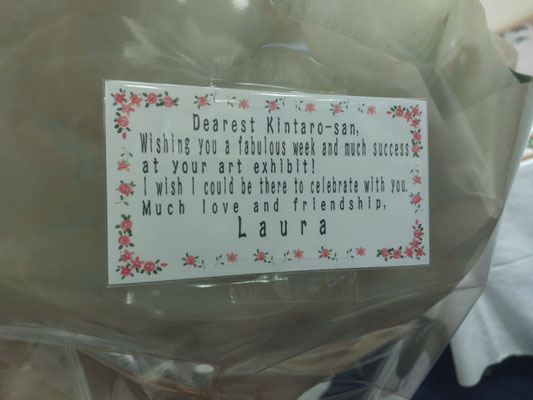 Dearest Kintaro-san,
Wishing you a fabulous week and much success
at your art exhibit!
I wish I could be there to celebrate with you.
Much love and friendship,
Laura